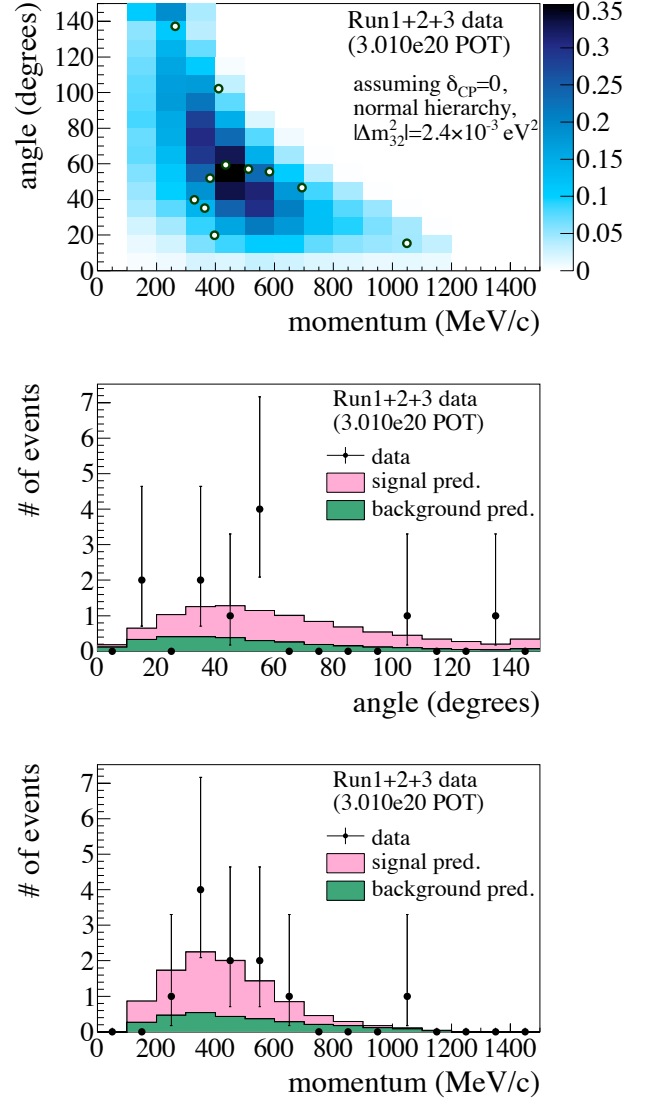 Run1+2+3 data
(3.010e20 POT)
assuming δCP=0,
normal hierarchy,
|Δm²32|=2.4×10⁻³ eV²
angle (degrees)
140
120
100
80
60
40
20
0
0 200 400 600 800 1000 1200 1400
momentum (MeV/c)
0.35
0.3
0.25
0.2
0.15
0.1
0.05
0
# of events
7
6
5
4
3
2
1
0
Run1+2+3 data
(3.010e20 POT)
data
signal pred.
background pred.
0 20 40 60 80 100 120 140
angle (degrees)
# of events
7
6
5
4
3
2
1
0
Run1+2+3 data
(3.010e20 POT)
data
signal pred.
background pred.
0 200 400 600 800 1000 1200 1400
momentum (MeV/c)